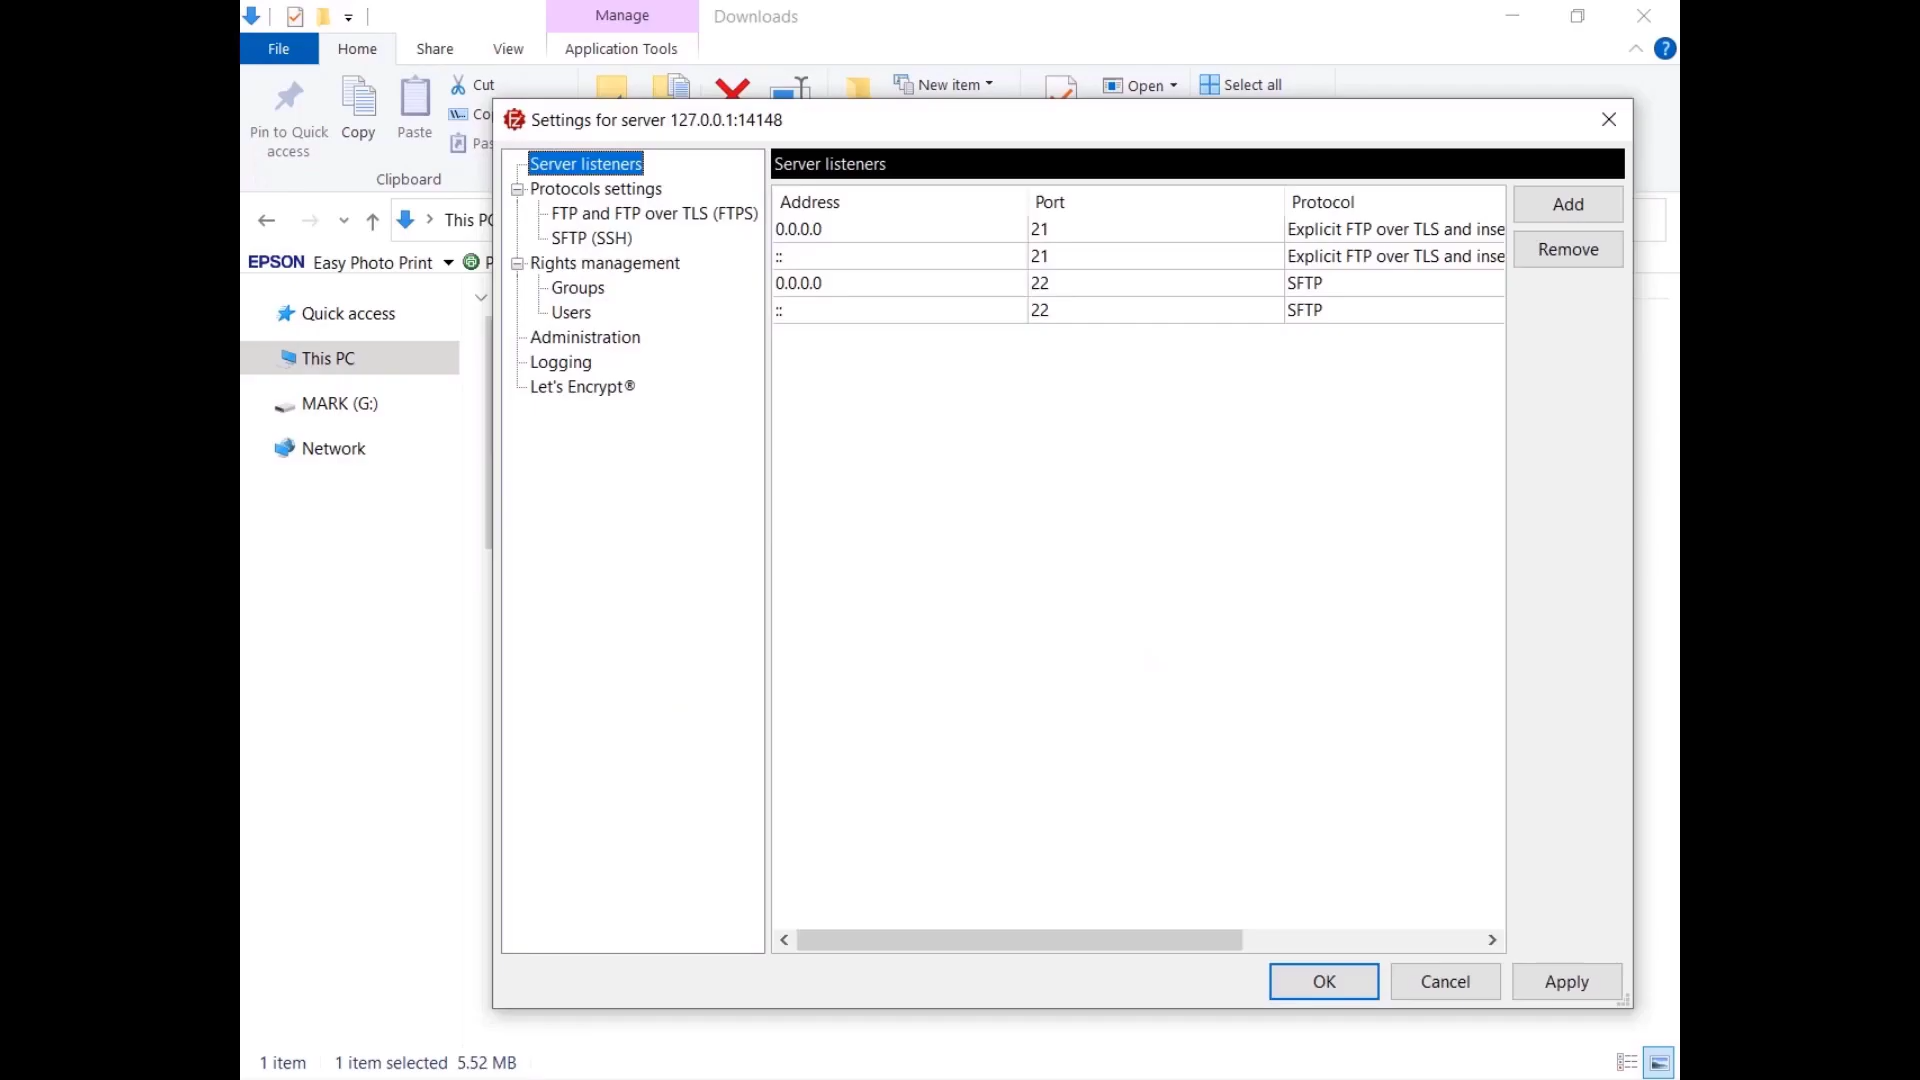 Manage
Downloads
File
Home
Share
View
Application Tools
Pin to Quick
access
Copy
Paste
Cut
New item
Open
Select all
Clipboard
This PC
EPSON Easy Photo Print
Quick access
This PC
MARK (G:)
Network
Settings for server 127.0.0.1:14148
Server listeners
Protocols settings
FTP and FTP over TLS (FTPS)
SFTP (SSH)
Rights management
Groups
Users
Administration
Logging
Let's Encrypt®
Server listeners
Address Port Protocol
0.0.0.0 21 Explicit FTP over TLS and inse
:: 21 Explicit FTP over TLS and inse
0.0.0.0 22 SFTP
:: 22 SFTP
Add
Remove
OK
Cancel
Apply
1 item 1 item selected 5.52 MB